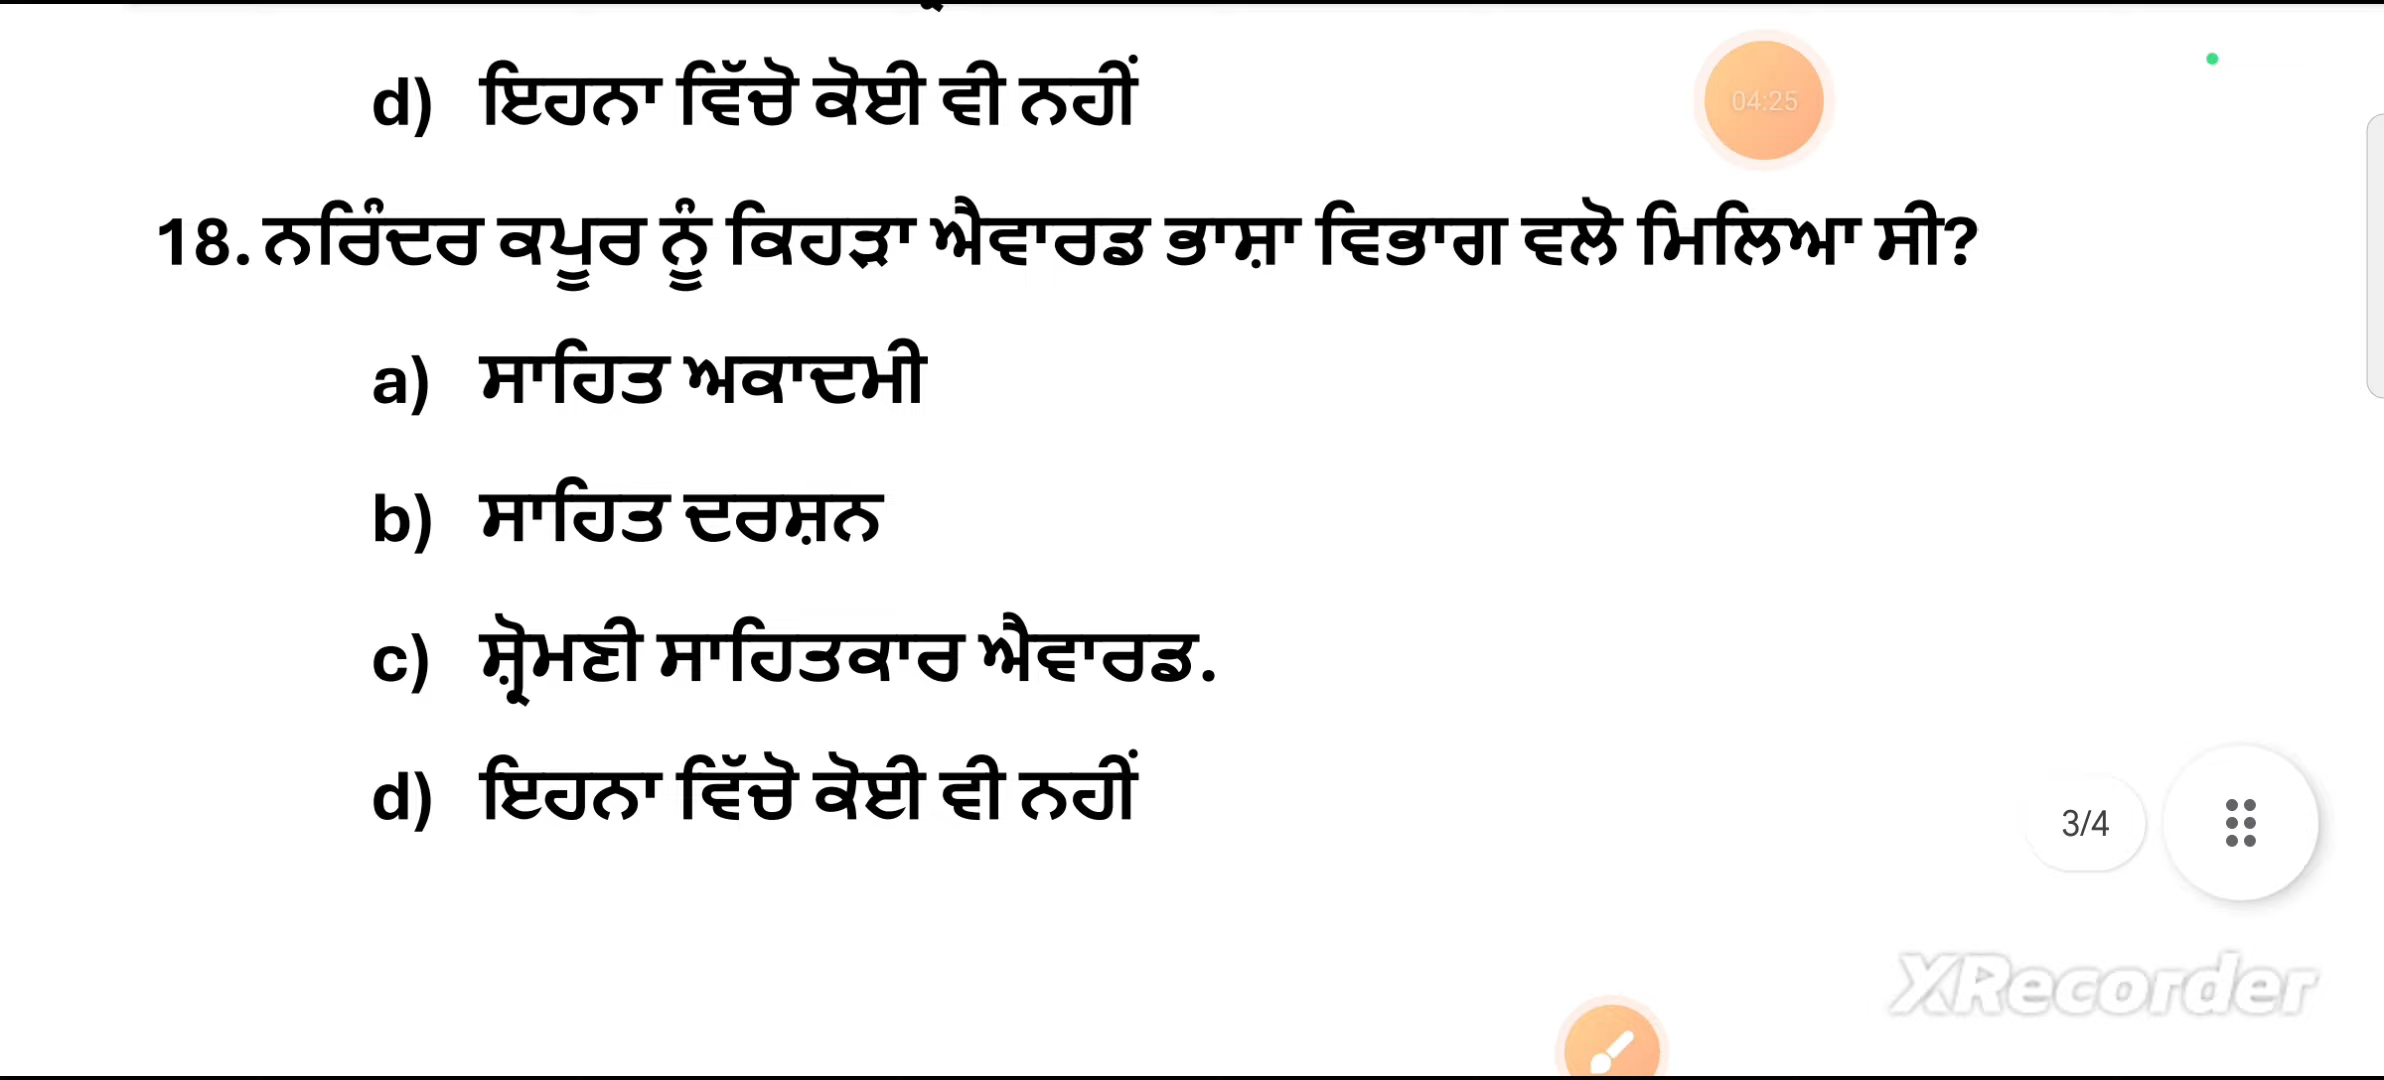 d) ਇਹਨਾ ਵਿੱਚੋ ਕੋਈ ਵੀ ਨਹੀਂ
04:25
18. ਨਰਿੰਦਰ ਕਪੂਰ ਨੂੰ ਕਿਹੜਾ ਐਵਾਰਡ ਭਾਸ਼ਾ ਵਿਭਾਗ ਵਲੋ ਮਿਲਿਆ ਸੀ?
a) ਸਾਹਿਤ ਅਕਾਦਮੀ
b) ਸਾਹਿਤ ਦਰਸ਼ਨ
c) ਸ਼੍ਰੋਮਣੀ ਸਾਹਿਤਕਾਰ ਐਵਾਰਡ.
d) ਇਹਨਾ ਵਿੱਚੋ ਕੋਈ ਵੀ ਨਹੀਂ
3/4
XRecorder